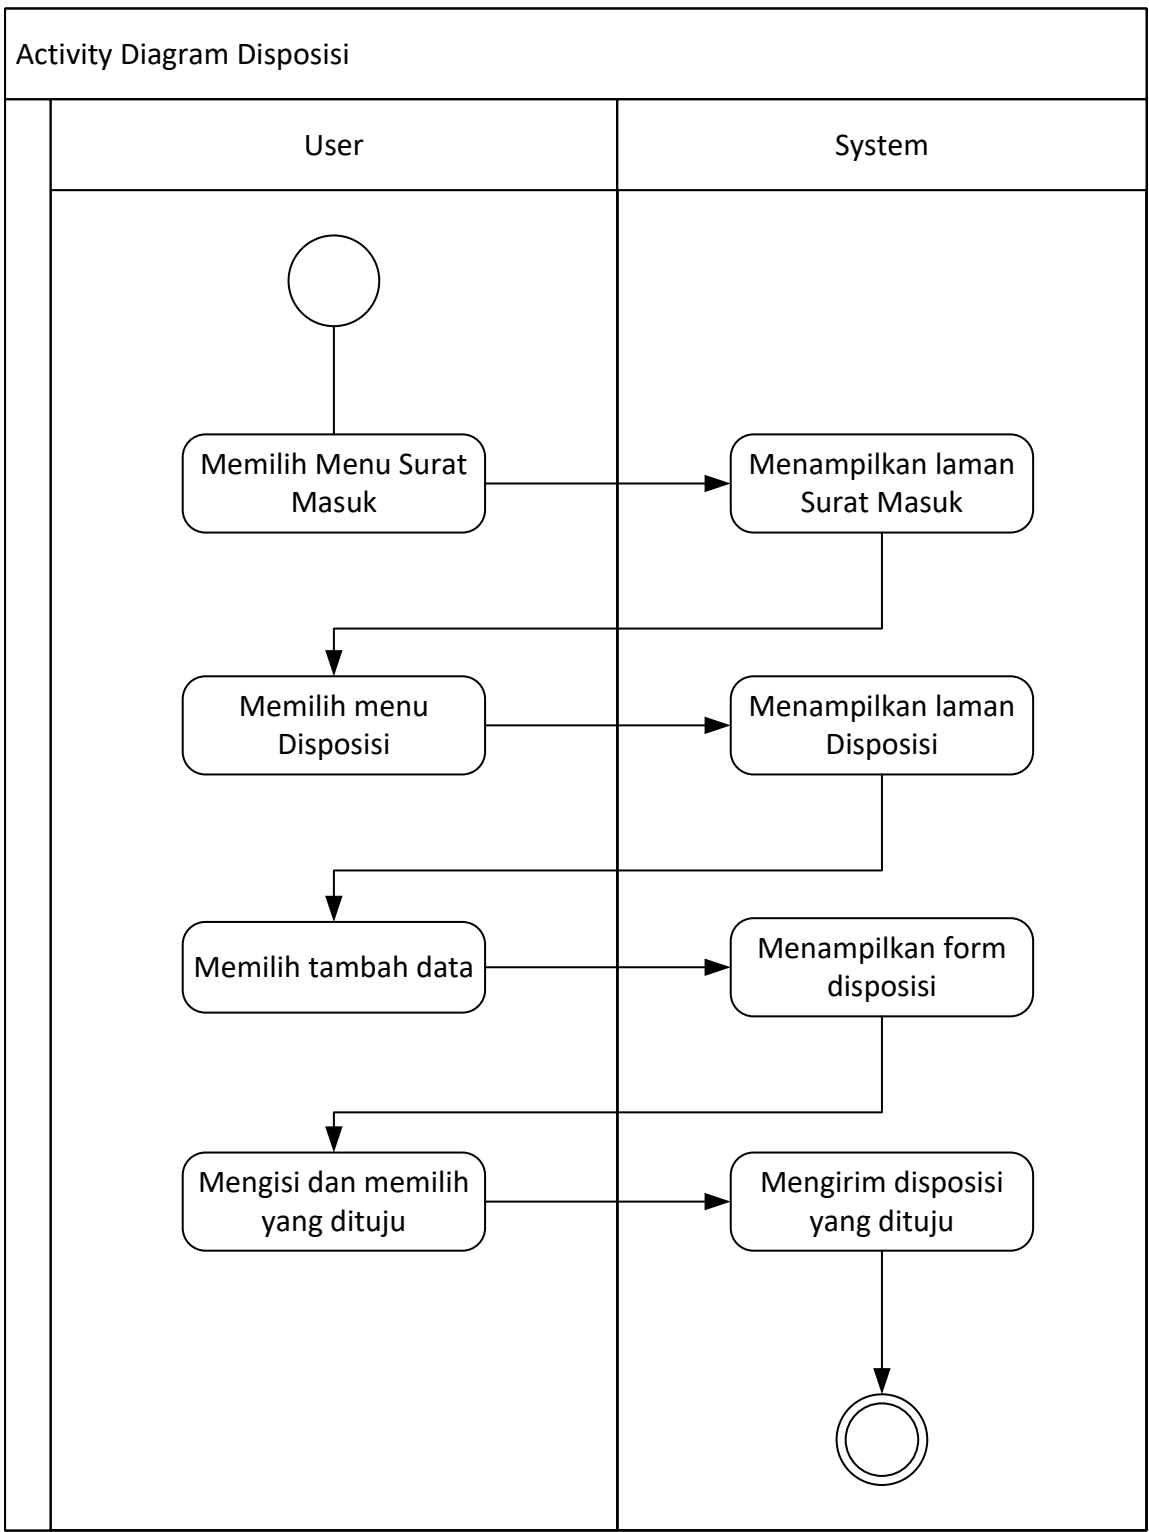 Activity Diagram Disposisi
User
System
Memilih Menu Surat
Masuk
Menampilkan laman
Surat Masuk
Memilih menu
Disposisi
Menampilkan laman
Disposisi
Memilih tambah data
Menampilkan form
disposisi
Mengisi dan memilih
yang dituju
Mengirim disposisi
yang dituju